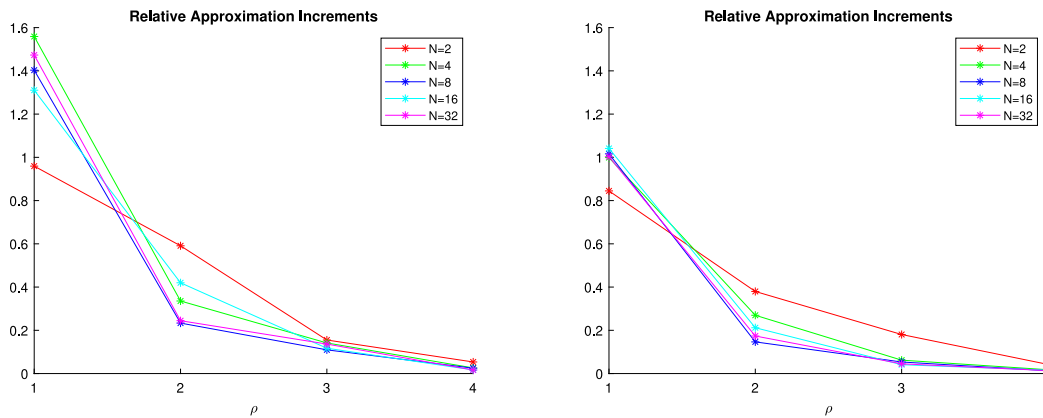 Relative Approximation Increments
1.6
1.4
1.2
1
0.8
0.6
0.4
0.2
0
1
2
3
4
ρ
N=2
N=4
N=8
N=16
N=32
Relative Approximation Increments
1.6
1.4
1.2
1
0.8
0.6
0.4
0.2
0
1
2
3
ρ
N=2
N=4
N=8
N=16
N=32